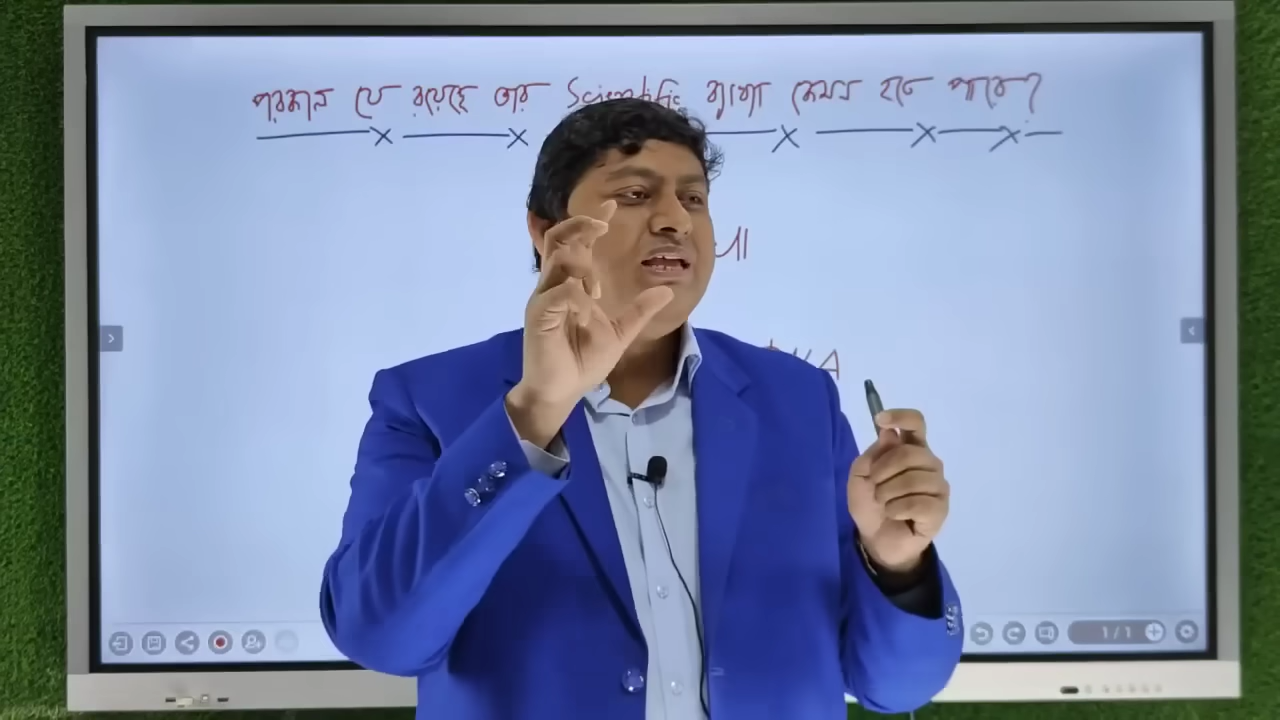 পরকাল যে রয়েছে তার Scientific ব্যাখ্যা কেমন হতে পারে?
1/1